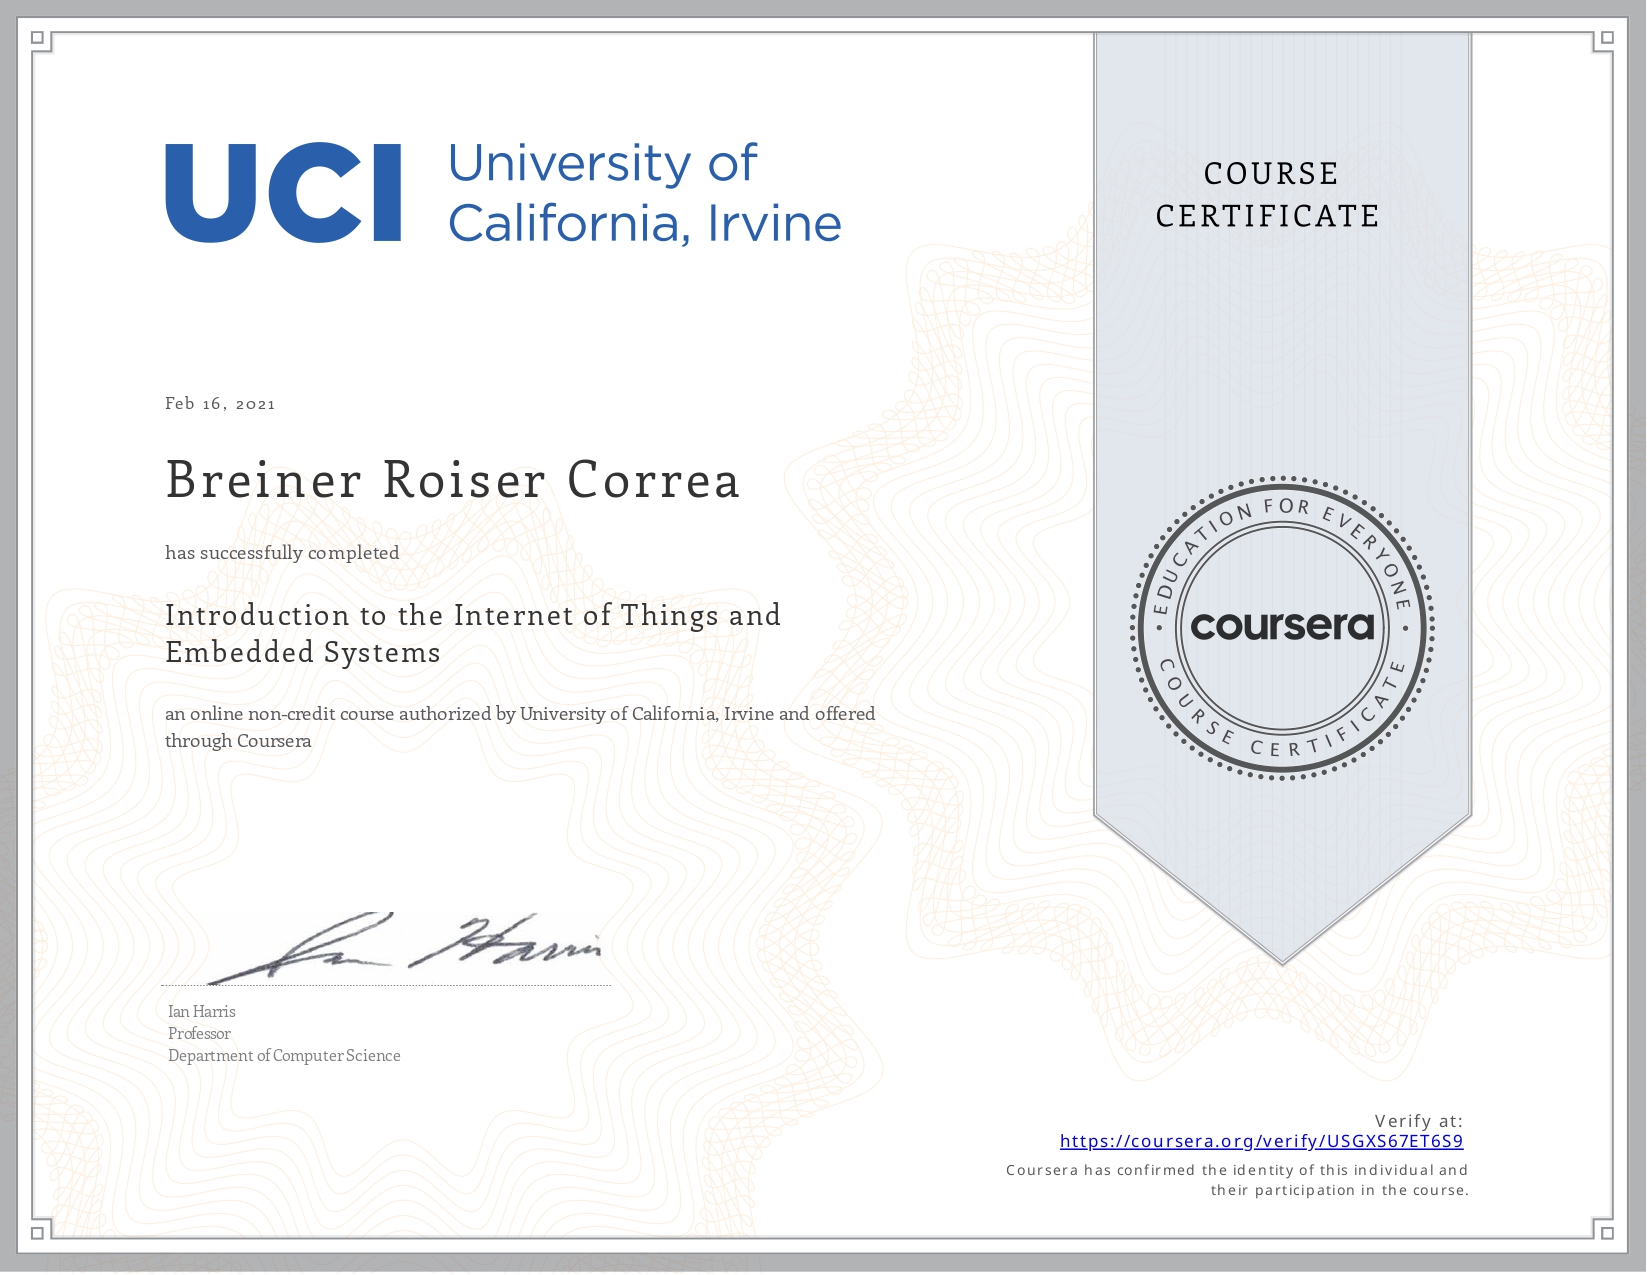 UCI University of
California, Irvine
COURSE
CERTIFICATE
Feb 16, 2021
Breiner Roiser Correa
has successfully completed
Introduction to the Internet of Things and
Embedded Systems
an online non-credit course authorized by University of California, Irvine and offered
through Coursera
EDUCATION FOR EVERYONE
coursera
COURSE CERTIFICATE
Ian Harris
Ian Harris
Professor
Department of Computer Science
Verify at:
https://coursera.org/verify/USGXS67ET6S9
Coursera has confirmed the identity of this individual and
their participation in the course.